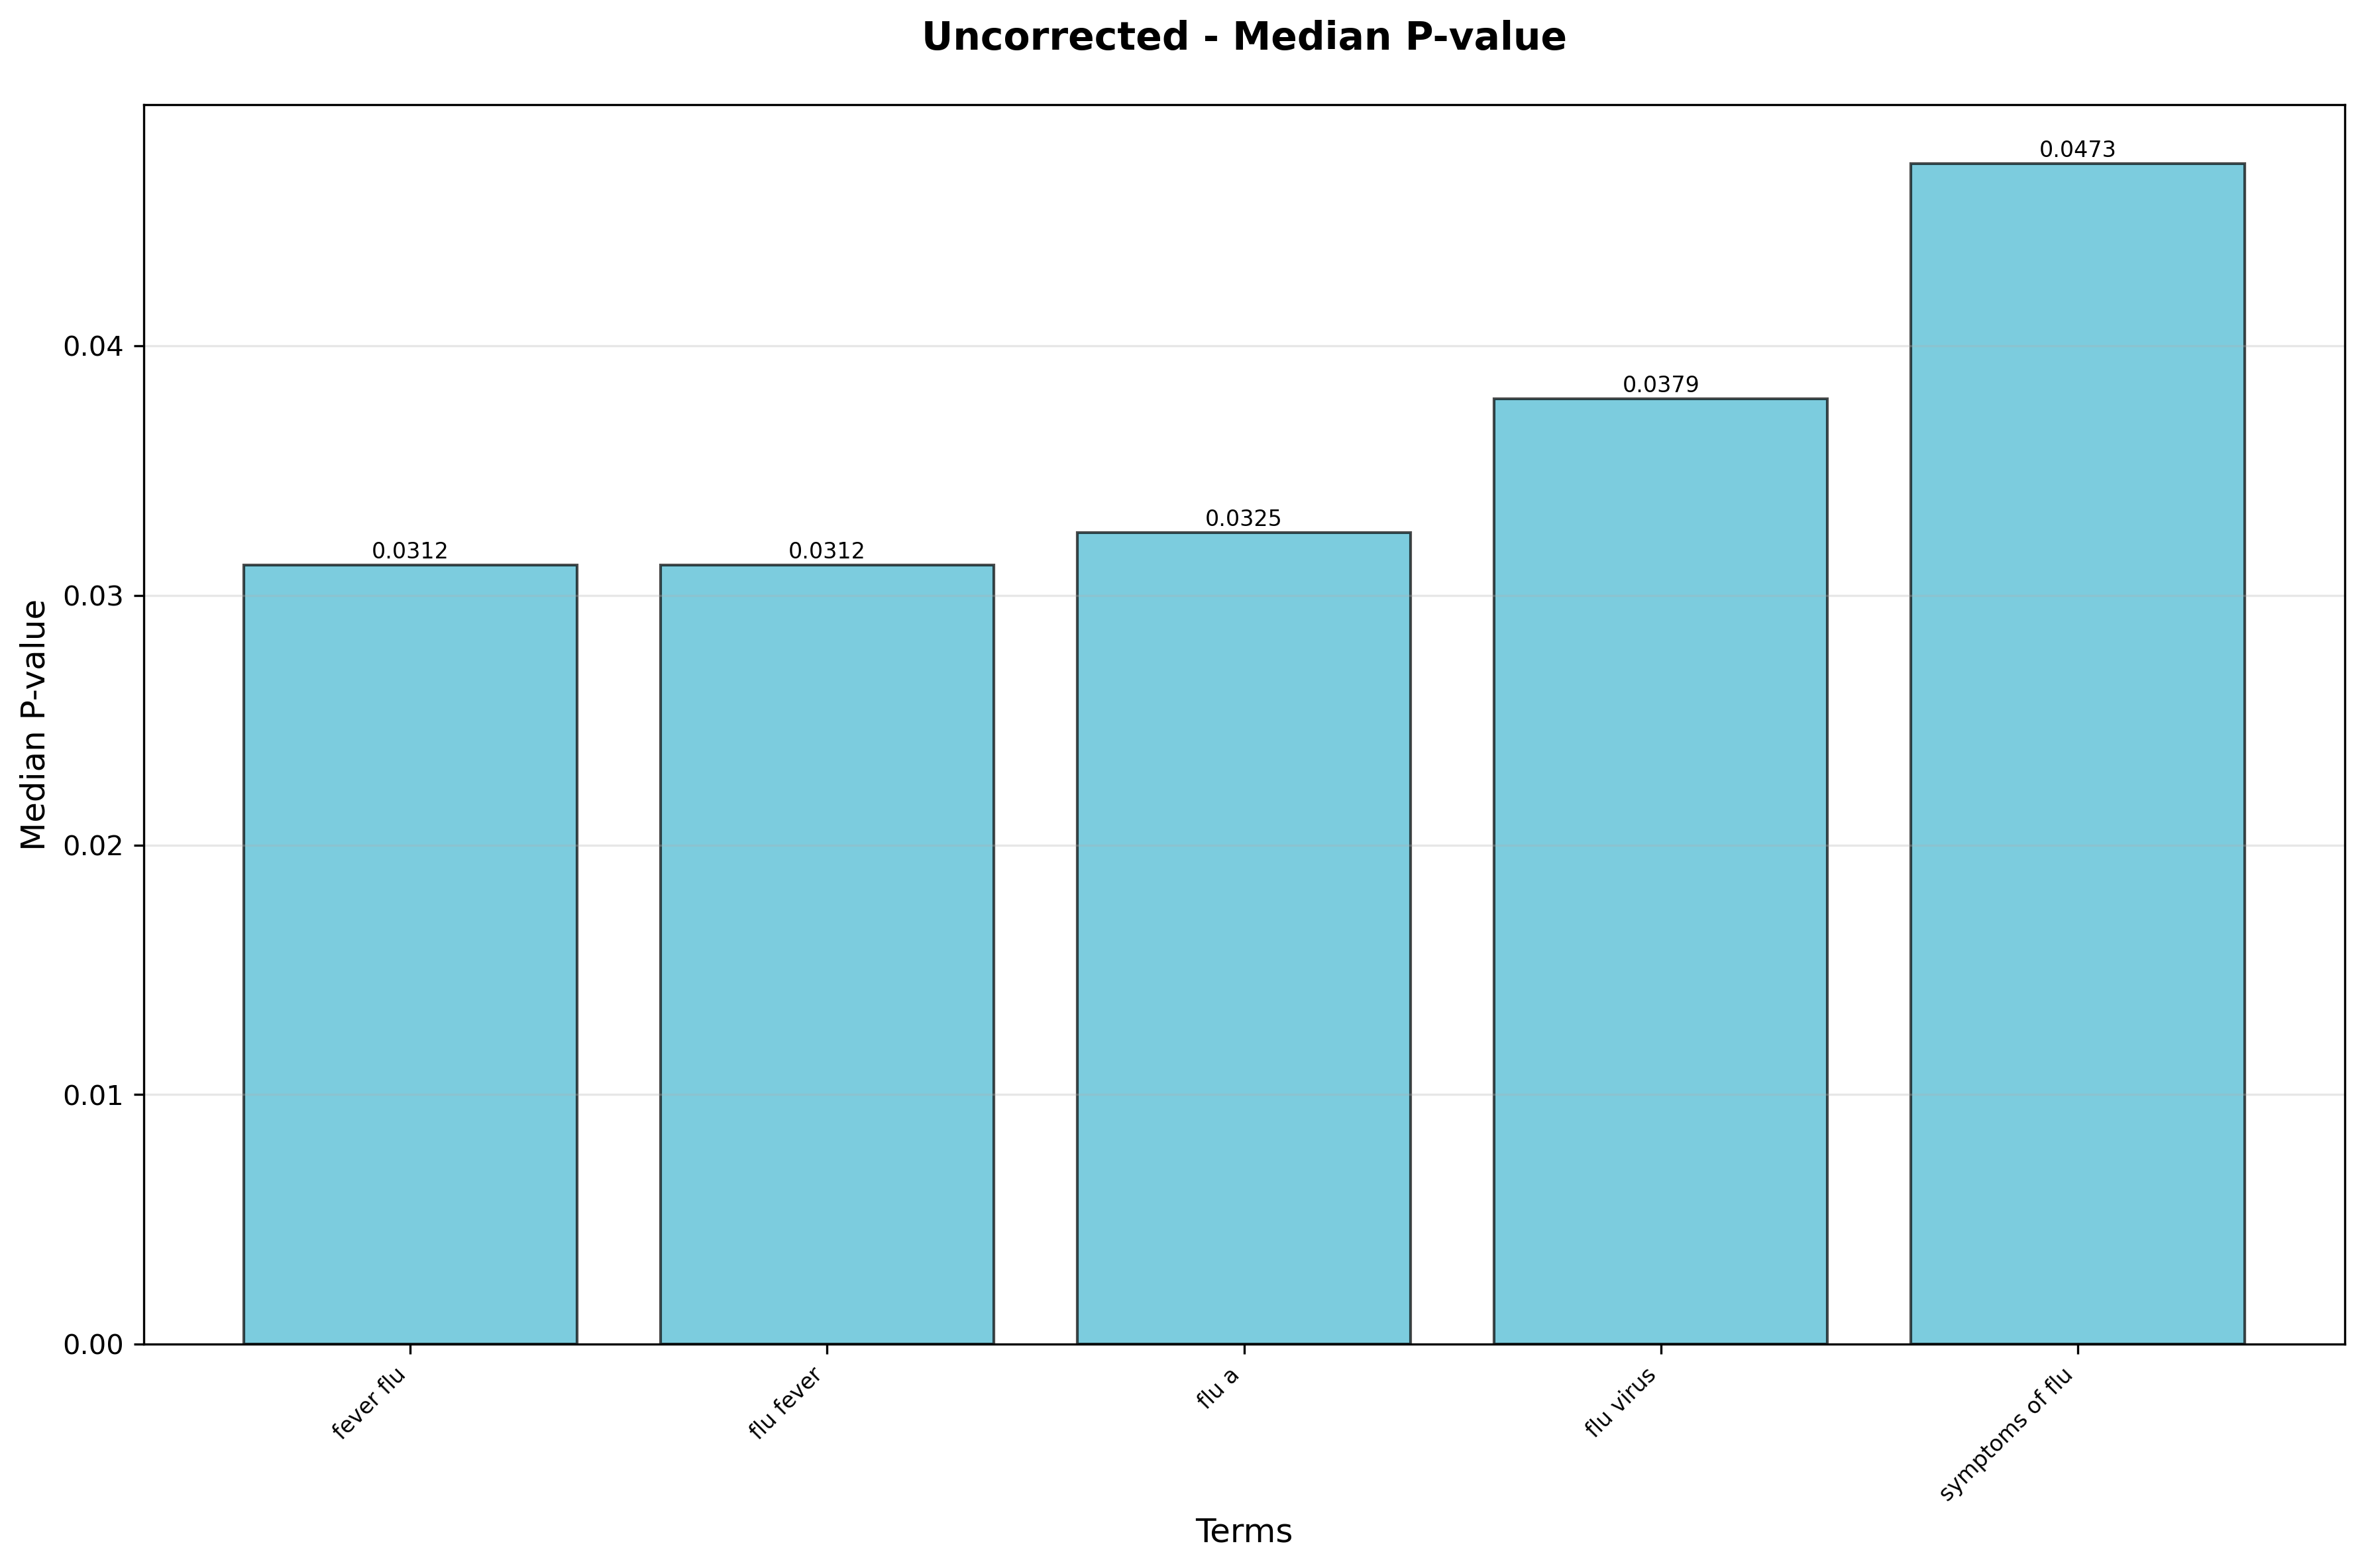 Uncorrected - Median P-value
Median P-value
0.04
0.03
0.02
0.01
0.00
0.0312
0.0312
0.0325
0.0379
0.0473
fever flu
flu fever
flu a
flu virus
symptoms of flu
Terms